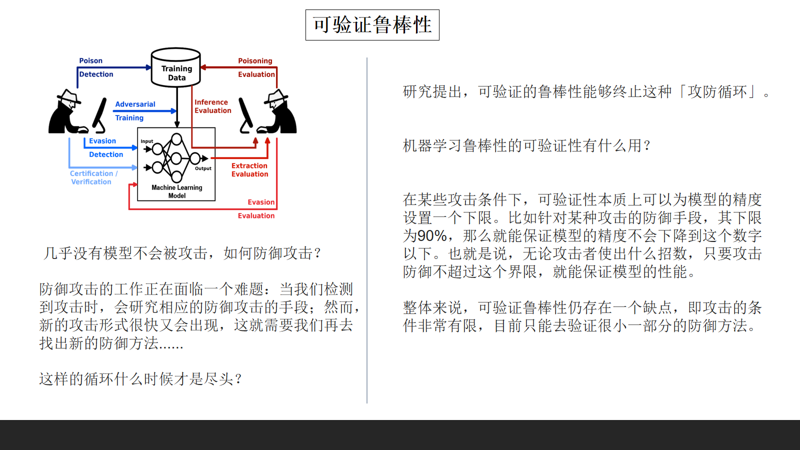 可验证鲁棒性
Poison
Detection
Training
Data
Poisoning
Evaluation
Adversarial
Training
Inference
Evaluation
Evasion
Detection
Input
Output
Certification /
Verification
Machine Learning
Model
Extraction
Evaluation
Evasion
Evaluation
几乎没有模型不会被攻击，如何防御攻击？
防御攻击的工作正在面临一个难题：当我们检测
到攻击时，会研究相应的防御攻击的手段；然而，
新的攻击形式很快又会出现，这就需要我们再去
找出新的防御方法......
这样的循环什么时候才是尽头？
研究提出，可验证的鲁棒性能够终止这种「攻防循环」。
机器学习鲁棒性的可验证性有什么用？
在某些攻击条件下，可验证性本质上可以为模型的精度
设置一个下限。比如针对某种攻击的防御手段，其下限
为90%，那么就能保证模型的精度不会下降到这个数字
以下。也就是说，无论攻击者使出什么招数，只要攻击
防御不超过这个界限，就能保证模型的性能。
整体来说，可验证鲁棒性仍存在一个缺点，即攻击的条
件非常有限，目前只能去验证很小一部分的防御方法。